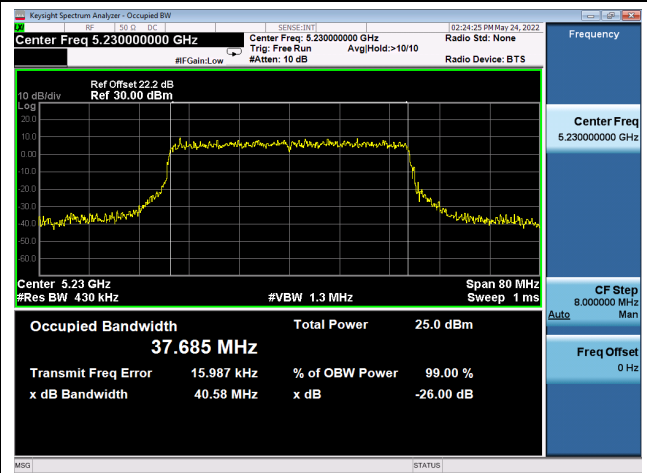 Keysight Spectrum Analyzer - Occupied BW
RF 50 Ω DC SENSE:INT 02:24:25 PM May 24, 2022
Center Freq 5.230000000 GHz Center Freq: 5.230000000 GHz Radio Std: None Frequency
Trig: Free Run Avg|Hold:>10/10
#IFGain:Low #Atten: 10 dB Radio Device: BTS
Ref Offset 22.2 dB
10 dB/div Ref 30.00 dBm
Log
20.0
10.0
0.00
-10.0
-20.0
-30.0
-40.0
-50.0
-60.0
Center Freq
5.230000000 GHz
Center 5.23 GHz Span 80 MHz
#Res BW 430 kHz #VBW 1.3 MHz Sweep 1 ms
CF Step
8.000000 MHz
Auto Man
Occupied Bandwidth Total Power 25.0 dBm
37.685 MHz
Transmit Freq Error 15.987 kHz % of OBW Power 99.00 %
x dB Bandwidth 40.58 MHz x dB -26.00 dB
Freq Offset
0 Hz
MSG STATUS